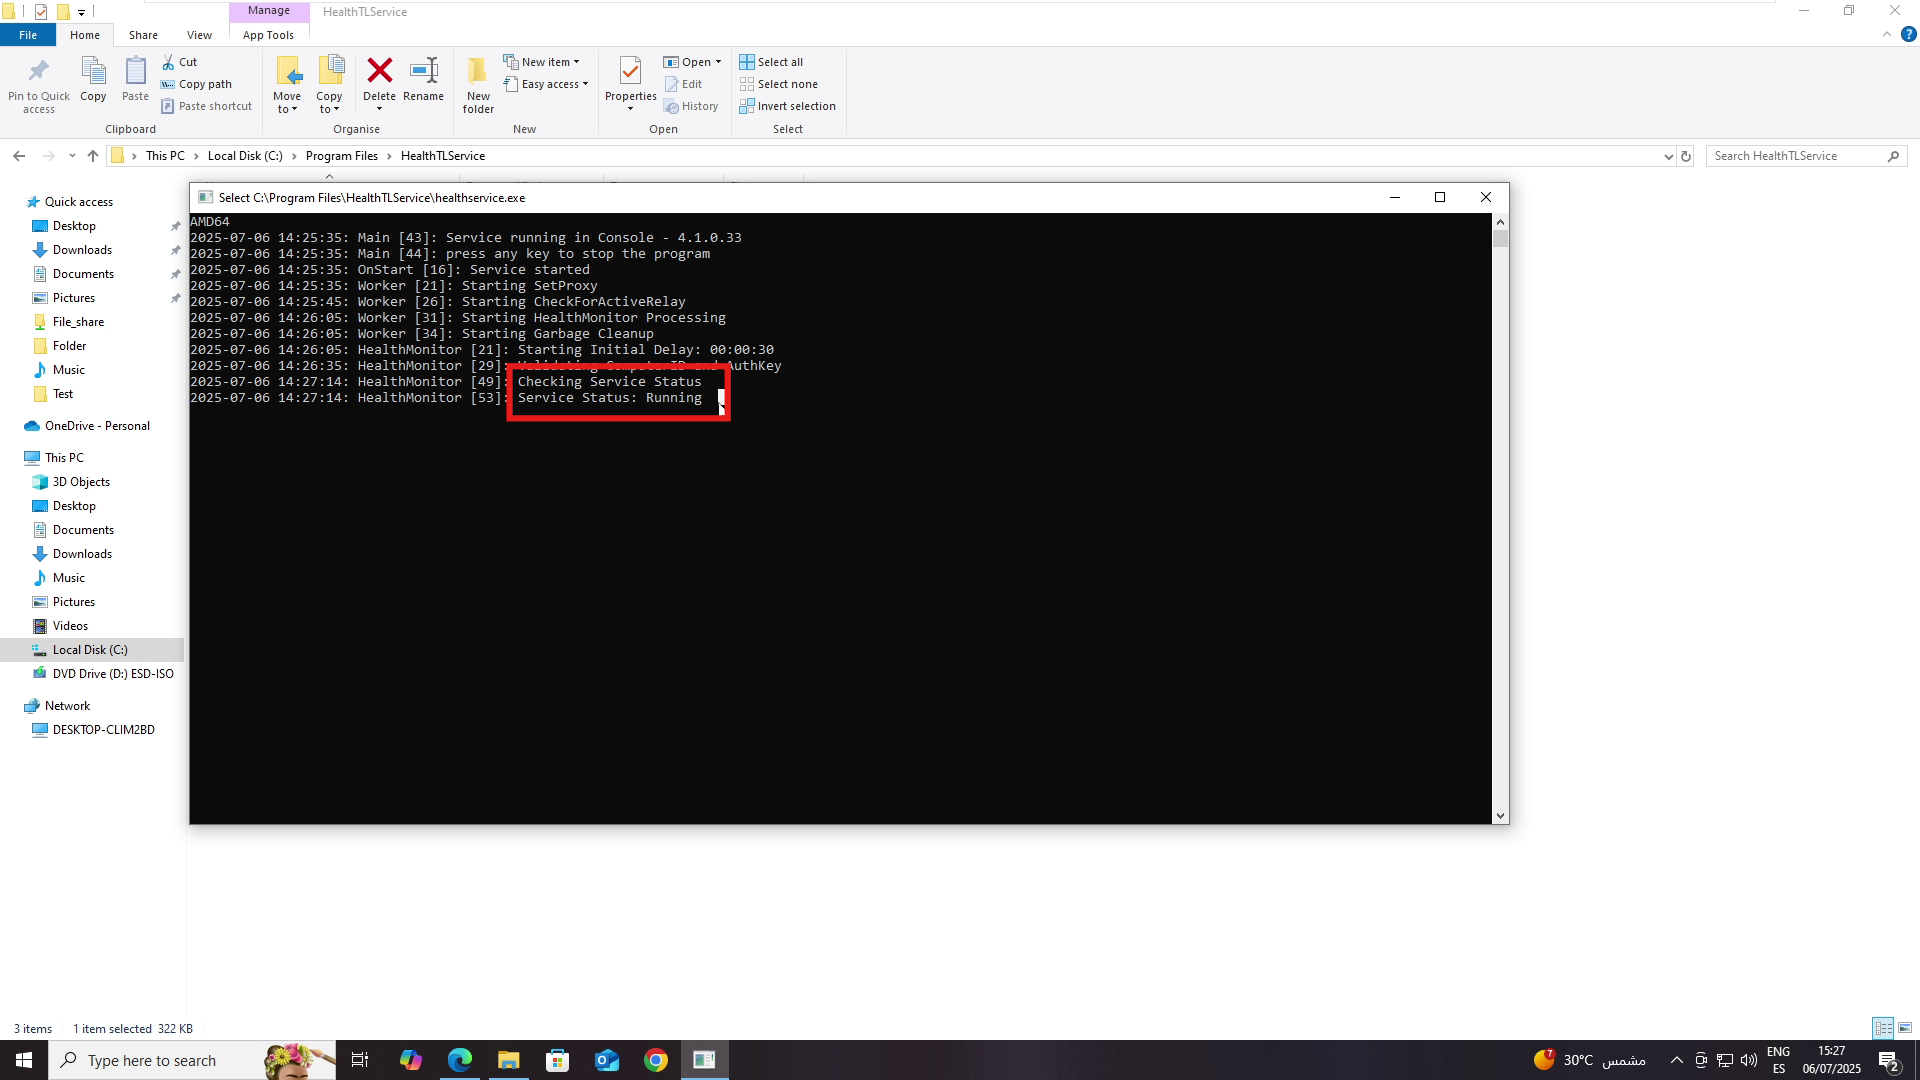 Manage
HealthTLService
File
Home
Share
View
App Tools
Pin to Quick access
Copy
Paste
Cut
Copy path
Paste shortcut
Clipboard
Move to
Copy to
Delete
Rename
Organise
New folder
New item
Easy access
New
Properties
Open
Edit
History
Open
Select all
Select none
Invert selection
Select
This PC > Local Disk (C:) > Program Files > HealthTLService
Search HealthTLService
Quick access
Desktop
Downloads
Documents
Pictures
File_share
Folder
Music
Test
OneDrive - Personal
This PC
3D Objects
Desktop
Documents
Downloads
Music
Pictures
Videos
Local Disk (C:)
DVD Drive (D:) ESD-ISO
Network
DESKTOP-CLIM2BD
Select C:\Program Files\HealthTLService\healthservice.exe
AMD64
2025-07-06 14:25:35: Main [43]: Service running in Console - 4.1.0.33
2025-07-06 14:25:35: Main [44]: press any key to stop the program
2025-07-06 14:25:35: OnStart [16]: Service started
2025-07-06 14:25:35: Worker [21]: Starting SetProxy
2025-07-06 14:25:45: Worker [26]: Starting CheckForActiveRelay
2025-07-06 14:26:05: Worker [31]: Starting HealthMonitor Processing
2025-07-06 14:26:05: Worker [34]: Starting Garbage Cleanup
2025-07-06 14:26:05: HealthMonitor [21]: Starting Initial Delay: 00:00:30
2025-07-06 14:26:35: HealthMonitor [29]: Validating ComputerID and AuthKey
2025-07-06 14:27:14: HealthMonitor [49]: Checking Service Status
2025-07-06 14:27:14: HealthMonitor [53]: Service Status: Running
3 items
1 item selected 322 KB
Type here to search
7
30°C مشمس
ENG
ES
15:27
06/07/2025
2